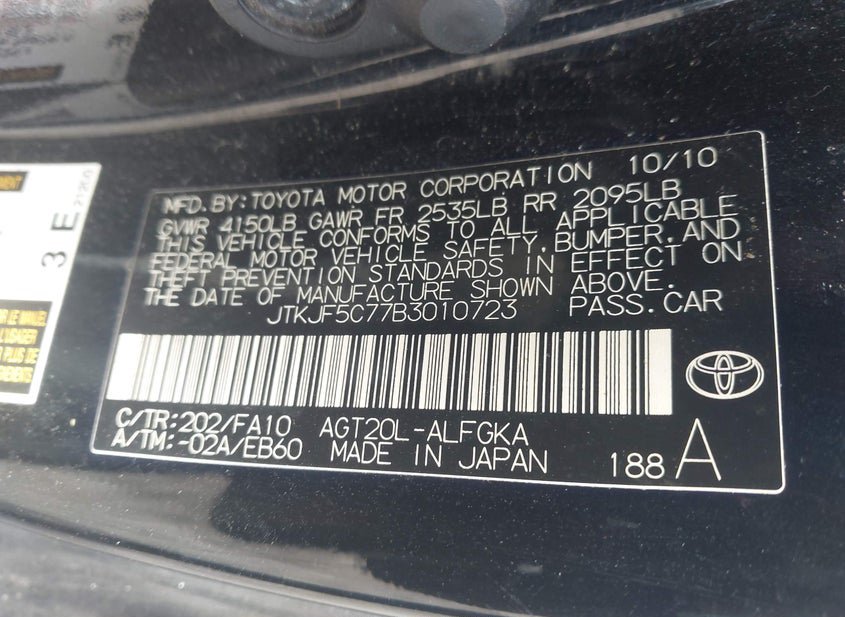 MFD. BY: TOYOTA MOTOR CORPORATION 10/10
GVWR 4150LB GAWR FR 2535LB RR 2095LB
THIS VEHICLE CONFORMS TO ALL APPLICABLE
FEDERAL MOTOR VEHICLE SAFETY, BUMPER, AND
THEFT PREVENTION STANDARDS IN EFFECT ON
THE DATE OF MANUFACTURE SHOWN ABOVE.
JTKJF5C77B3010723 PASS. CAR
C/TR: 202/FA10 AGT20L-ALFGKA
A/TM: -02A/EB60 MADE IN JAPAN
188 A
3 E